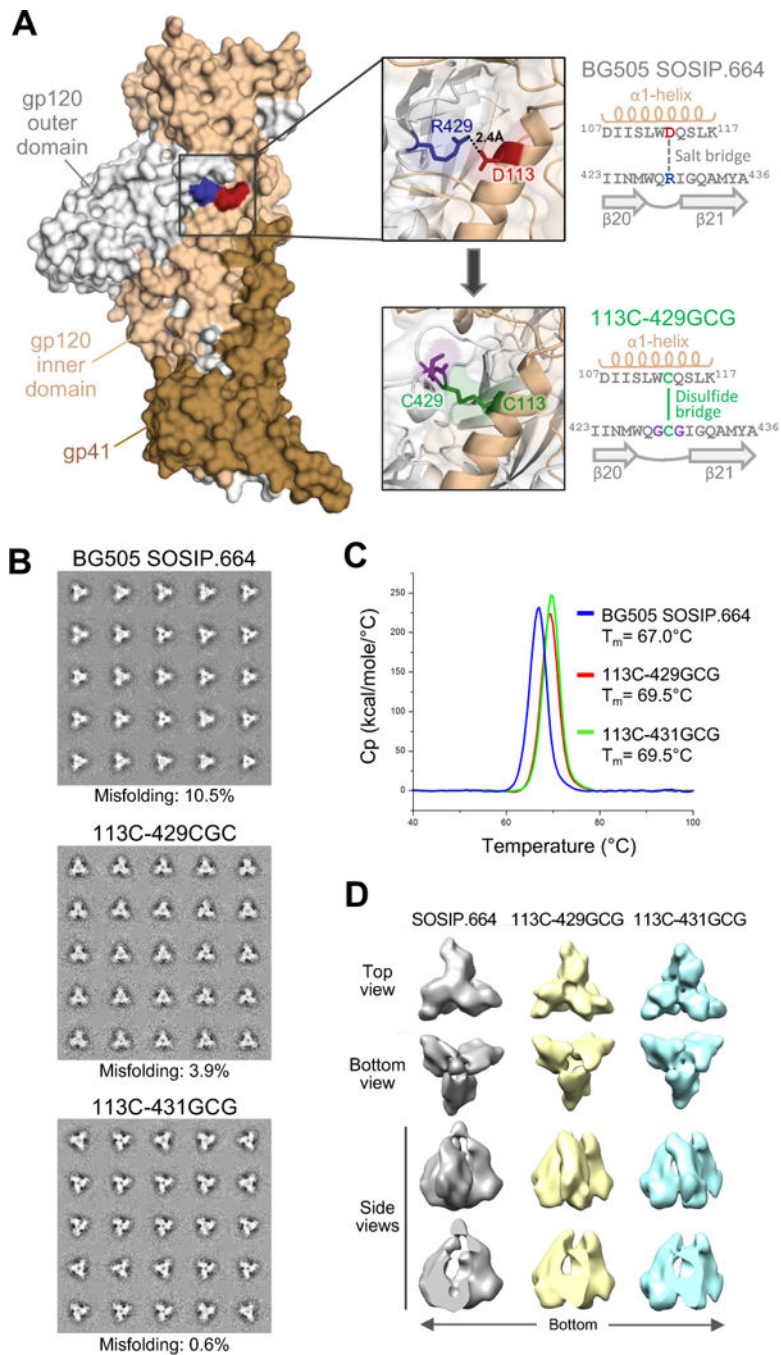 A
gp120
outer
domain
gp120
inner
domain
gp41
R429
2.4Å
D113
BG505 SOSIP.664
α1-helix
107DIISLWDQSLK117
Salt bridge
423IINMWQRIGQAMYA436
β20
β21
C429
C113
113C-429GCG
α1-helix
107DIISLWCQSLK117
Disulfide
bridge
423IINMWQGCGIGQAMYA436
β20
β21
B
BG505 SOSIP.664
Misfolding: 10.5%
113C-429CGC
Misfolding: 3.9%
113C-431GCG
Misfolding: 0.6%
C
Cp (kcal/mole/°C)
250
200
150
100
50
0
40
60
80
100
Temperature (°C)
BG505 SOSIP.664
Tm= 67.0°C
113C-429GCG
Tm= 69.5°C
113C-431GCG
Tm= 69.5°C
D
SOSIP.664 113C-429GCG 113C-431GCG
Top
view
Bottom
view
Side
views
Bottom